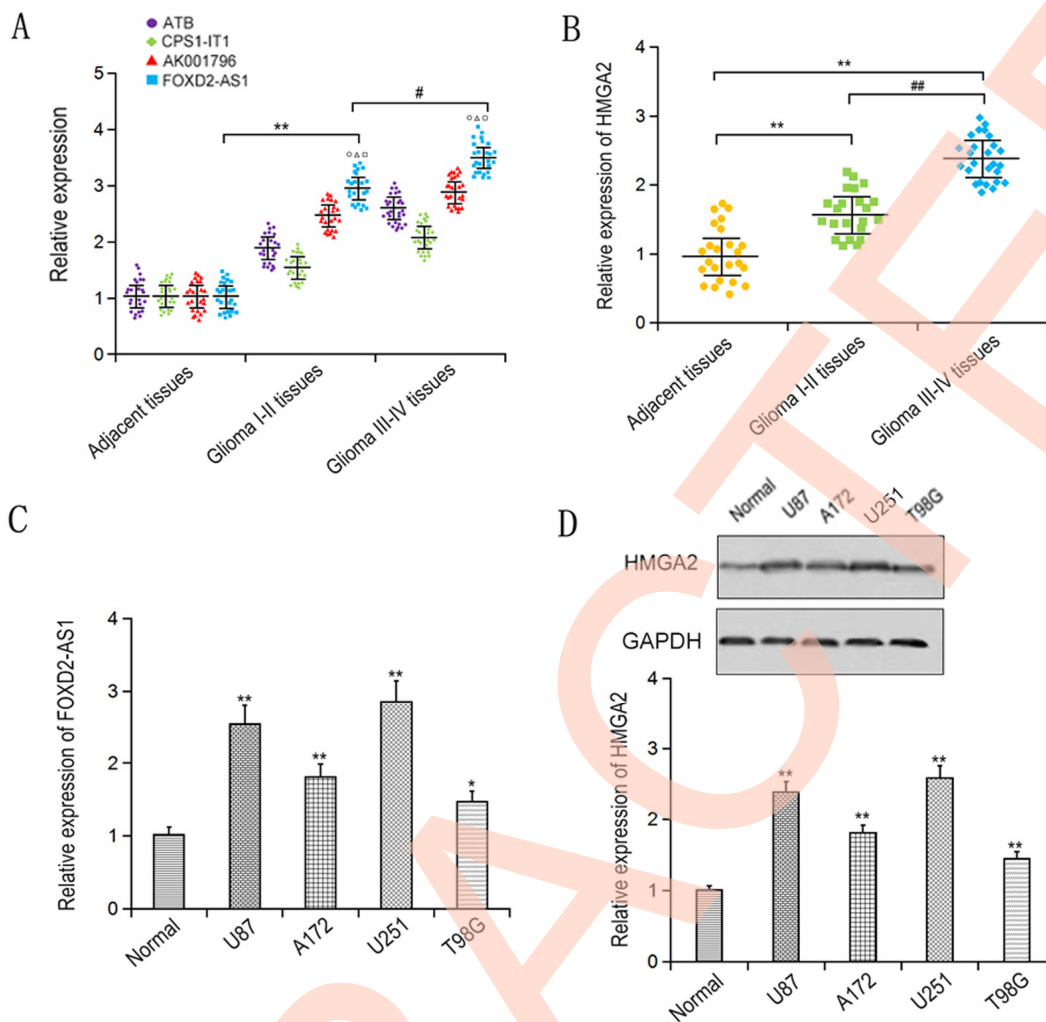 A
ATB
CPS1-IT1
AK001796
FOXD2-AS1
Relative expression
5
4
3
2
1
0
**
#
○△□
○△□
Adjacent tissues
Glioma I-II tissues
Glioma III-IV tissues
B
Relative expression of HMGA2
4
3
2
1
0
**
##
**
Adjacent tissues
Glioma I-II tissues
Glioma III-IV tissues
C
Relative expression of FOXD2-AS1
4
3
2
1
0
**
**
**
*
Normal
U87
A172
U251
T98G
D
Normal
U87
A172
U251
T98G
HMGA2
GAPDH
Relative expression of HMGA2
4
3
2
1
0
**
**
**
**
Normal
U87
A172
U251
T98G